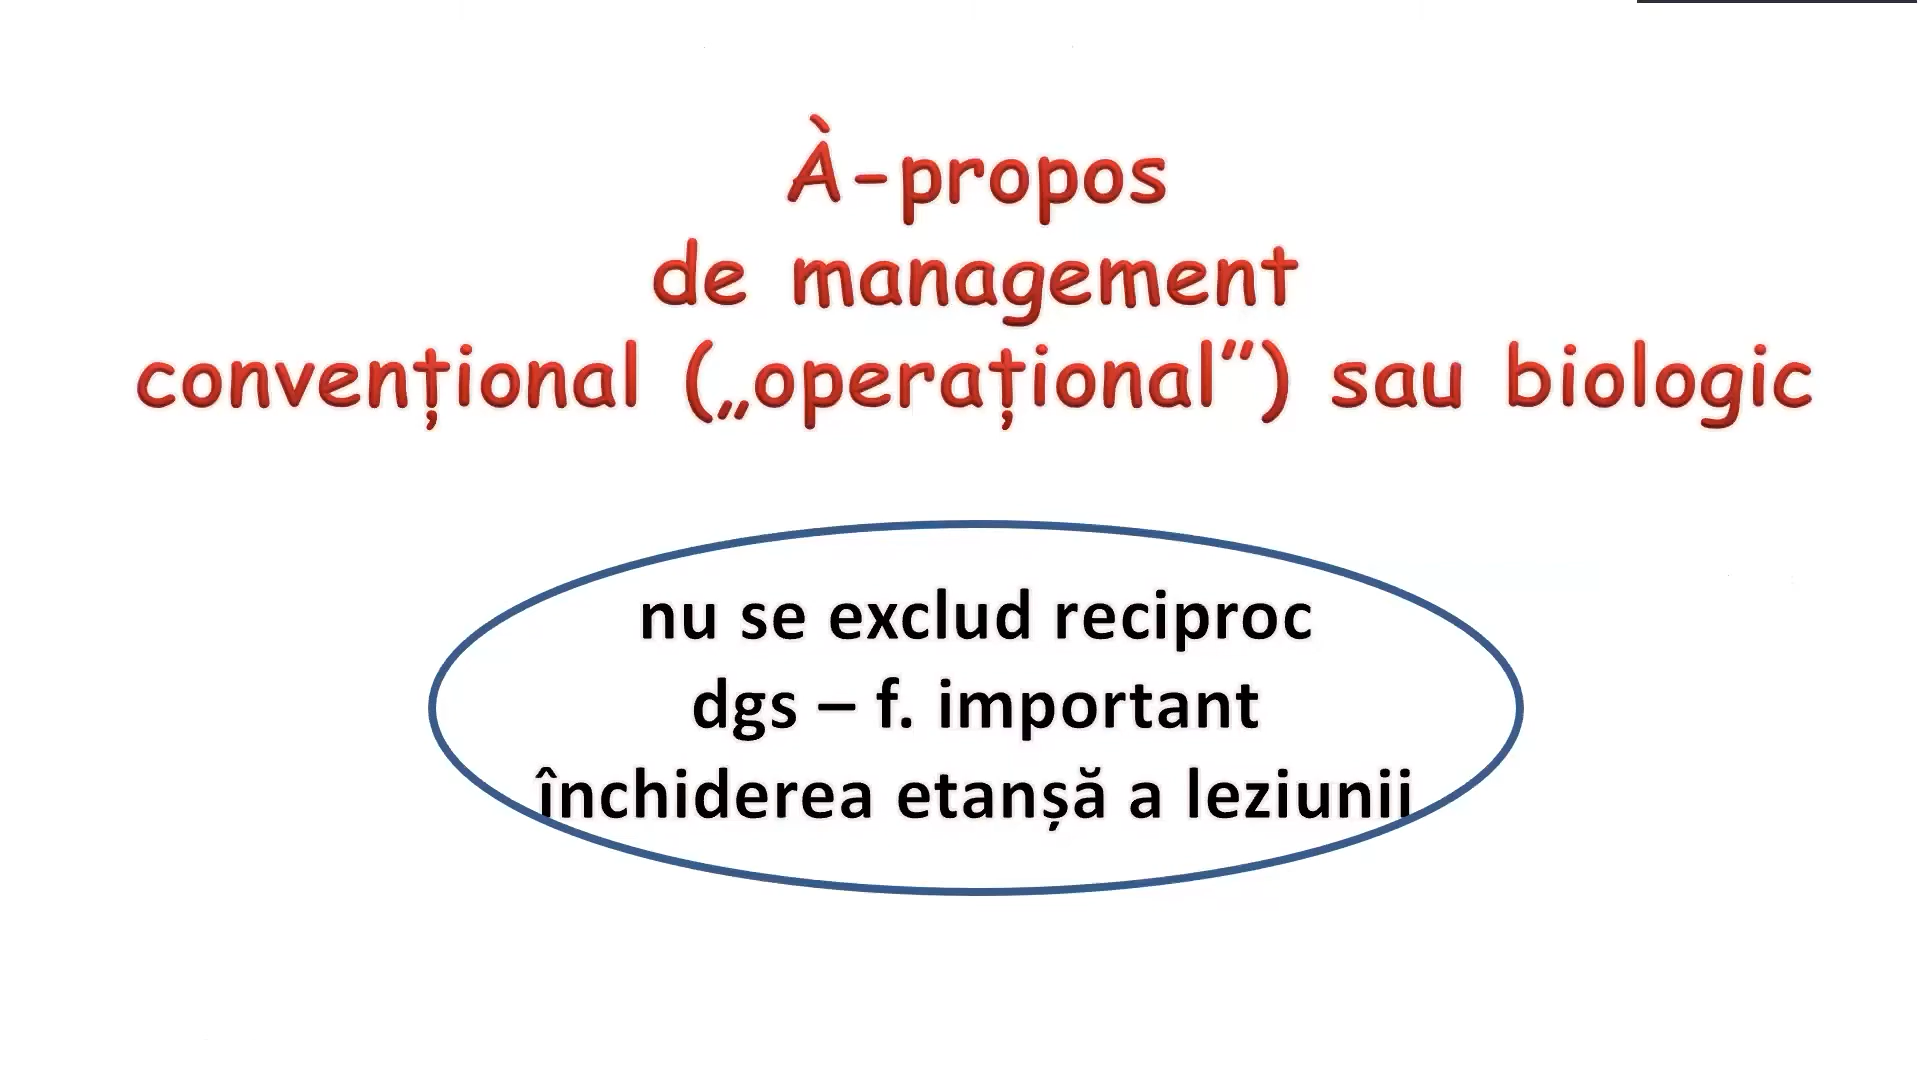 À-propos
de management
convențional („operațional”) sau biologic
nu se exclud reciproc
dgs – f. important
închiderea etanșă a leziunii